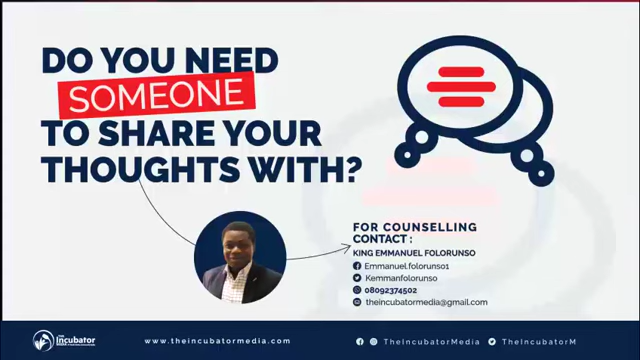 DO YOU NEED
SOMEONE
TO SHARE YOUR
THOUGHTS WITH?
FOR COUNSELLING
CONTACT :
KING EMMANUEL FOLORUNSO
Emmanuel.folorunso1
Kemmanfolorunso
08092374502
theincubatormedia@gmail.com
THE
Incubator
www.theincubatormedia.com
TheIncubatorMedia
TheIncubatorM